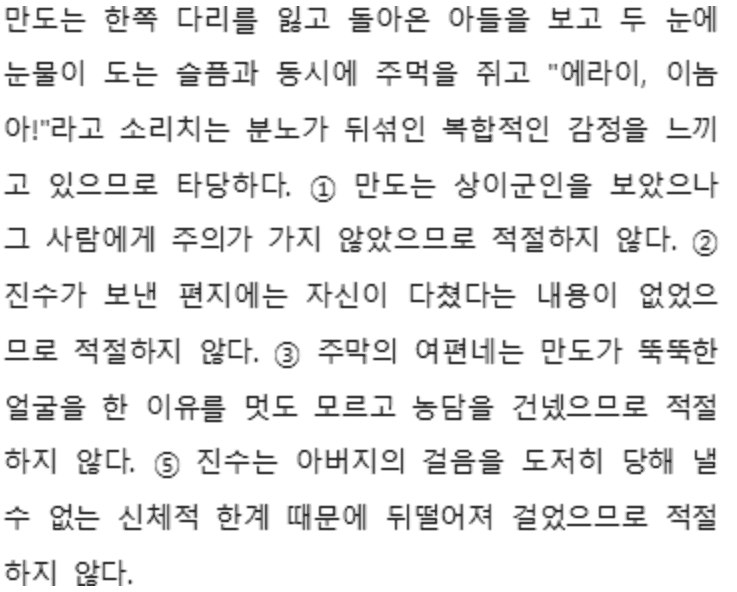 만도는 한쪽 다리를 잃고 돌아온 아들을 보고 두 눈에
눈물이 도는 슬픔과 동시에 주먹을 쥐고 "에라이, 이놈
아!"라고 소리치는 분노가 뒤섞인 복합적인 감정을 느끼
고 있으므로 타당하다. ① 만도는 상이군인을 보았으나
그 사람에게 주의가 가지 않았으므로 적절하지 않다. ②
진수가 보낸 편지에는 자신이 다쳤다는 내용이 없었으
므로 적절하지 않다. ③ 주막의 여편네는 만도가 뚝뚝한
얼굴을 한 이유를 멋도 모르고 농담을 건넸으므로 적절
하지 않다. ⑤ 진수는 아버지의 걸음을 도저히 당해 낼
수 없는 신체적 한계 때문에 뒤떨어져 걸었으므로 적절
하지 않다.